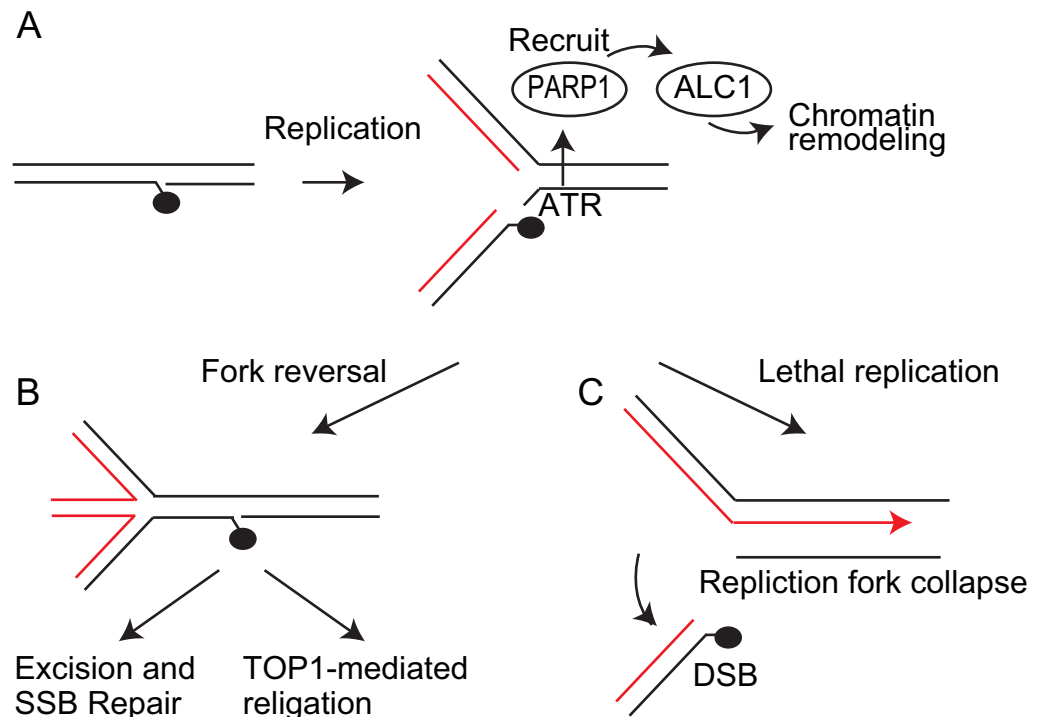 A
Recruit
PARP1
ALC1
Chromatin
remodeling
Replication
ATR
Fork reversal
Lethal replication
B
C
Repliction fork collapse
Excision and
SSB Repair
TOP1-mediated
religation
DSB